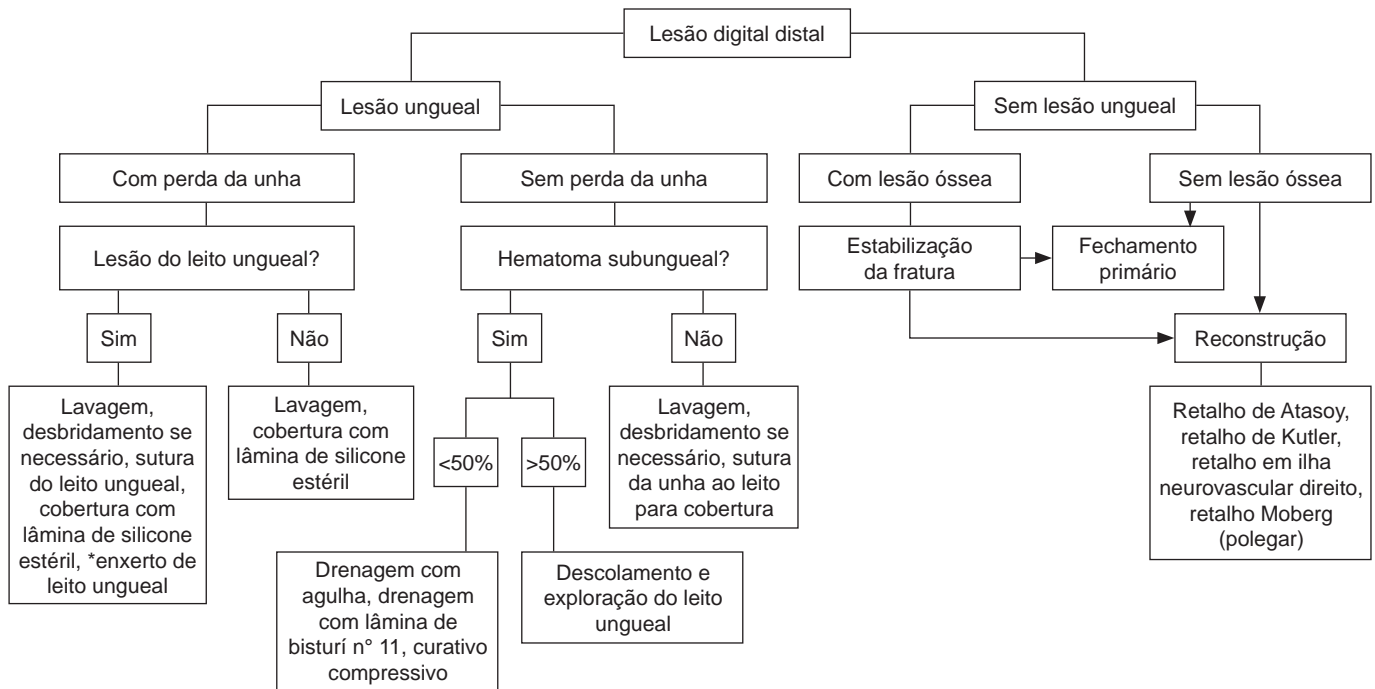 Lesão digital distal
Lesão ungueal
Sem lesão ungueal
Com perda da unha
Sem perda da unha
Com lesão óssea
Sem lesão óssea
Lesão do leito ungueal?
Hematoma subungueal?
Estabilização
da fratura
Fechamento
primário
Sim
Não
Sim
Não
Reconstrução
Lavagem,
desbridamento se
necessário, sutura
do leito ungueal,
cobertura com
lâmina de silicone
estéril, *enxerto de
leito ungueal
Lavagem,
cobertura com
lâmina de silicone
estéril
<50%
>50%
Lavagem,
desbridamento se
necessário, sutura
da unha ao leito
para cobertura
Retalho de Atasoy,
retalho de Kutler,
retalho em ilha
neurovascular direito,
retalho Moberg
(polegar)
Drenagem com
agulha, drenagem
com lâmina de
bisturí n° 11, curativo
compressivo
Descolamento e
exploração do leito
ungueal